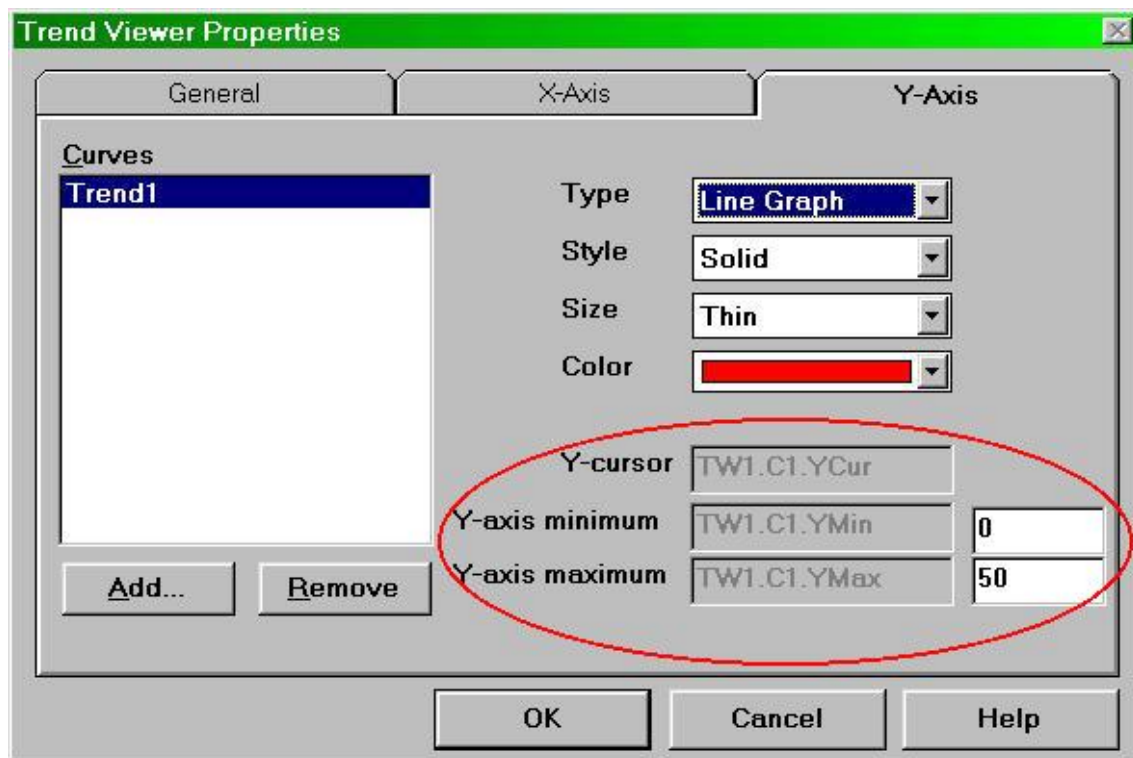 Trend Viewer Properties
General
X-Axis
Y-Axis
Curves
Trend1
Type
Line Graph
Style
Solid
Size
Thin
Color
Y-cursor
TW1.C1.YCur
Y-axis minimum
TW1.C1.YMin
0
Y-axis maximum
TW1.C1.YMax
50
Add...
Remove
OK
Cancel
Help